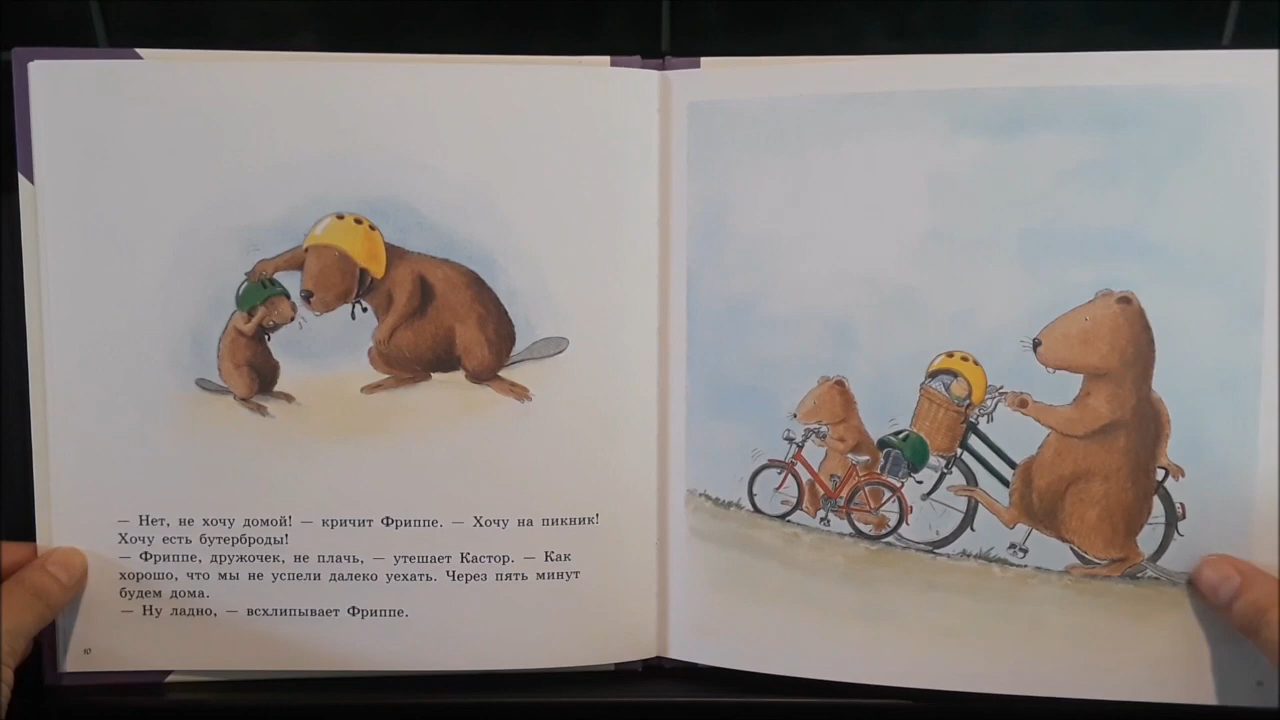 — Нет, не хочу домой! — кричит Фриппе. — Хочу на пикник!
Хочу есть бутерброды!
— Фриппе, дружочек, не плачь, — утешает Кастор. — Как
хорошо, что мы не успели далеко уехать. Через пять минут
будем дома.
— Ну ладно, — всхлипывает Фриппе.
10